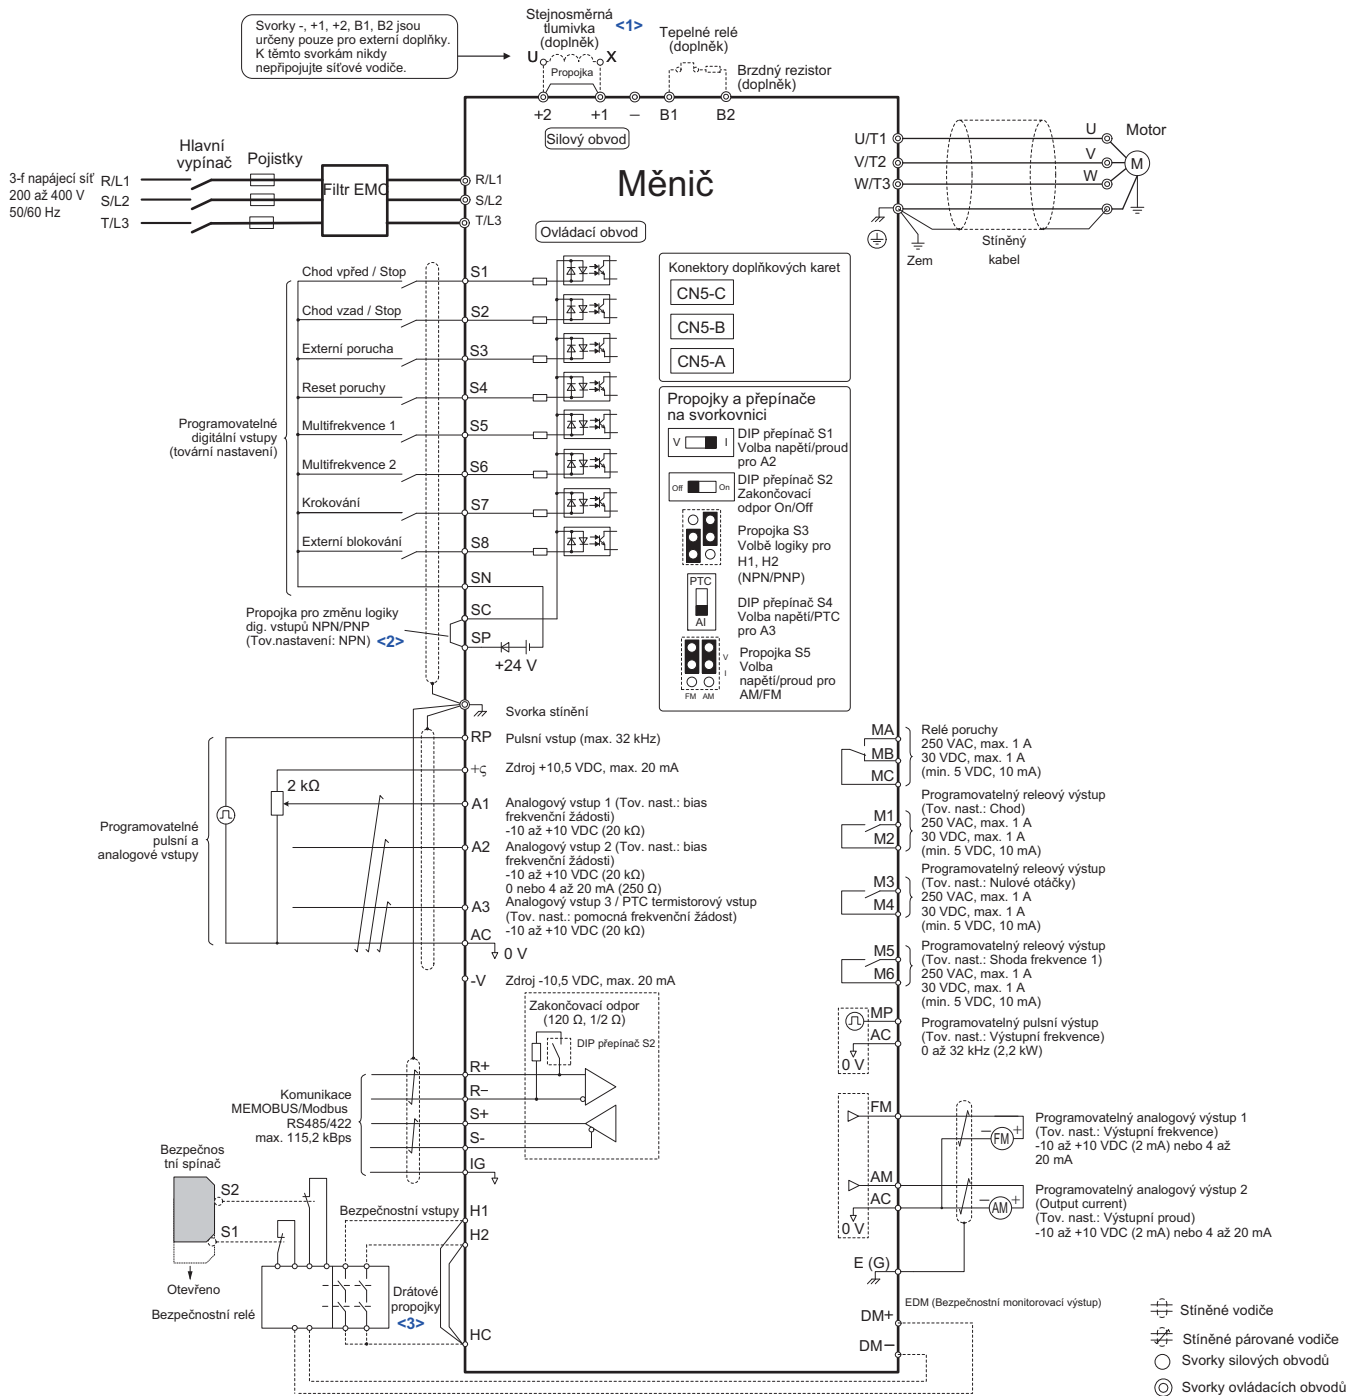 Svorky -, +1, +2, B1, B2 jsou
určeny pouze pro externí doplňky.
K těmto svorkám nikdy
nepřipojujte síťové vodiče.
Stejnosměrná
tlumivka
(doplněk)
<1>
U
X
Propojka
Tepelné relé
(doplněk)
Brzdný rezistor
(doplněk)
+2
+1
–
B1
B2
Silový obvod
Měnič
Hlavní
vypínač
Pojistky
3-f napájecí síť
200 až 400 V
50/60 Hz
R/L1
S/L2
T/L3
Filtr EMC
R/L1
S/L2
T/L3
U/T1
V/T2
W/T3
U
V
W
Motor
M
Zem
Stíněný
kabel
Ovládací obvod
Chod vpřed / Stop
S1
Chod vzad / Stop
S2
Externí porucha
S3
Reset poruchy
S4
Multifrekvence 1
S5
Multifrekvence 2
S6
Krokování
S7
Externí blokování
S8
Programovatelné
digitální vstupy
(tovární nastavení)
SN
SC
SP
+24 V
Propojka pro změnu logiky
dig. vstupů NPN/PNP
(Tov.nastavení: NPN) <2>
Konektory doplňkových karet
CN5-C
CN5-B
CN5-A
Propojky a přepínače
na svorkovnici
V
I
DIP přepínač S1
Volba napětí/proud
pro A2
Off
On
DIP přepínač S2
Zakončovací
odpor On/Off
Propojka S3
Volbě logiky pro
H1, H2
(NPN/PNP)
PTC
AI
DIP přepínač S4
Volba napětí/PTC
pro A3
V
I
FM AM
Propojka S5
Volba
napětí/proud pro
AM/FM
Svorka stínění
RP
Pulsní vstup (max. 32 kHz)
+ς
Zdroj +10,5 VDC, max. 20 mA
2 kΩ
A1
Analogový vstup 1 (Tov. nast.: bias
frekvenční žádosti)
-10 až +10 VDC (20 kΩ)
A2
Analogový vstup 2 (Tov. nast.: bias
frekvenční žádosti)
-10 až +10 VDC (20 kΩ)
0 nebo 4 až 20 mA (250 Ω)
A3
Analogový vstup 3 / PTC termistorový vstup
(Tov. nast.: pomocná frekvenční žádost)
-10 až +10 VDC (20 kΩ)
AC
0 V
Programovatelné
pulsní a
analogové vstupy
-V
Zdroj -10,5 VDC, max. 20 mA
Zakončovací odpor
(120 Ω, 1/2 Ω)
DIP přepínač S2
R+
R−
S+
S-
IG
Komunikace
MEMOBUS/Modbus
RS485/422
max. 115,2 kBps
Bezpečnos
tní spínač
S2
S1
Otevřeno
Bezpečnostní relé
Bezpečnostní vstupy
H1
H2
Drátové
propojky
<3>
HC
MA
MB
MC
Relé poruchy
250 VAC, max. 1 A
30 VDC, max. 1 A
(min. 5 VDC, 10 mA)
M1
M2
Programovatelný releový výstup
(Tov. nast.: Chod)
250 VAC, max. 1 A
30 VDC, max. 1 A
(min. 5 VDC, 10 mA)
M3
M4
Programovatelný releový výstup
(Tov. nast.: Nulové otáčky)
250 VAC, max. 1 A
30 VDC, max. 1 A
(min. 5 VDC, 10 mA)
M5
M6
Programovatelný releový výstup
(Tov. nast.: Shoda frekvence 1)
250 VAC, max. 1 A
30 VDC, max. 1 A
(min. 5 VDC, 10 mA)
MP
AC
0 V
Programovatelný pulsní výstup
(Tov. nast.: Výstupní frekvence)
0 až 32 kHz (2,2 kW)
FM
− FM +
Programovatelný analogový výstup 1
(Tov. nast.: Výstupní frekvence)
-10 až +10 VDC (2 mA) nebo 4 až
20 mA
AM
AC
0 V
− AM +
Programovatelný analogový výstup 2
(Output current)
(Tov. nast.: Výstupní proud)
-10 až +10 VDC (2 mA) nebo 4 až 20 mA
E (G)
EDM (Bezpečnostní monitorovací výstup)
DM+
DM−
Stíněné vodiče
Stíněné párované vodiče
Svorky silových obvodů
Svorky ovládacích obvodů